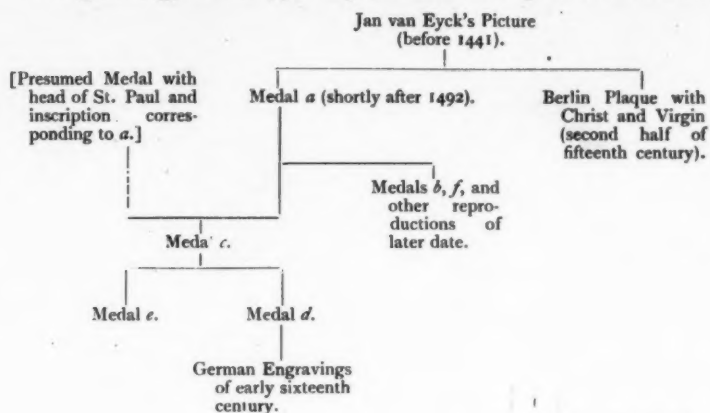 Jan van Eyck's Picture
(before 1441).
[Presumed Medal with
head of St. Paul and
inscription corres-
ponding to a.]
Medal a (shortly after 1492).
Berlin Plaque with
Christ and Virgin
(second half of
fifteenth century).
Medals b, f, and
other repro-
ductions of
later date.
Meda' c.
Medal e.
Medal d.
German Engravings
of early sixteenth
century.